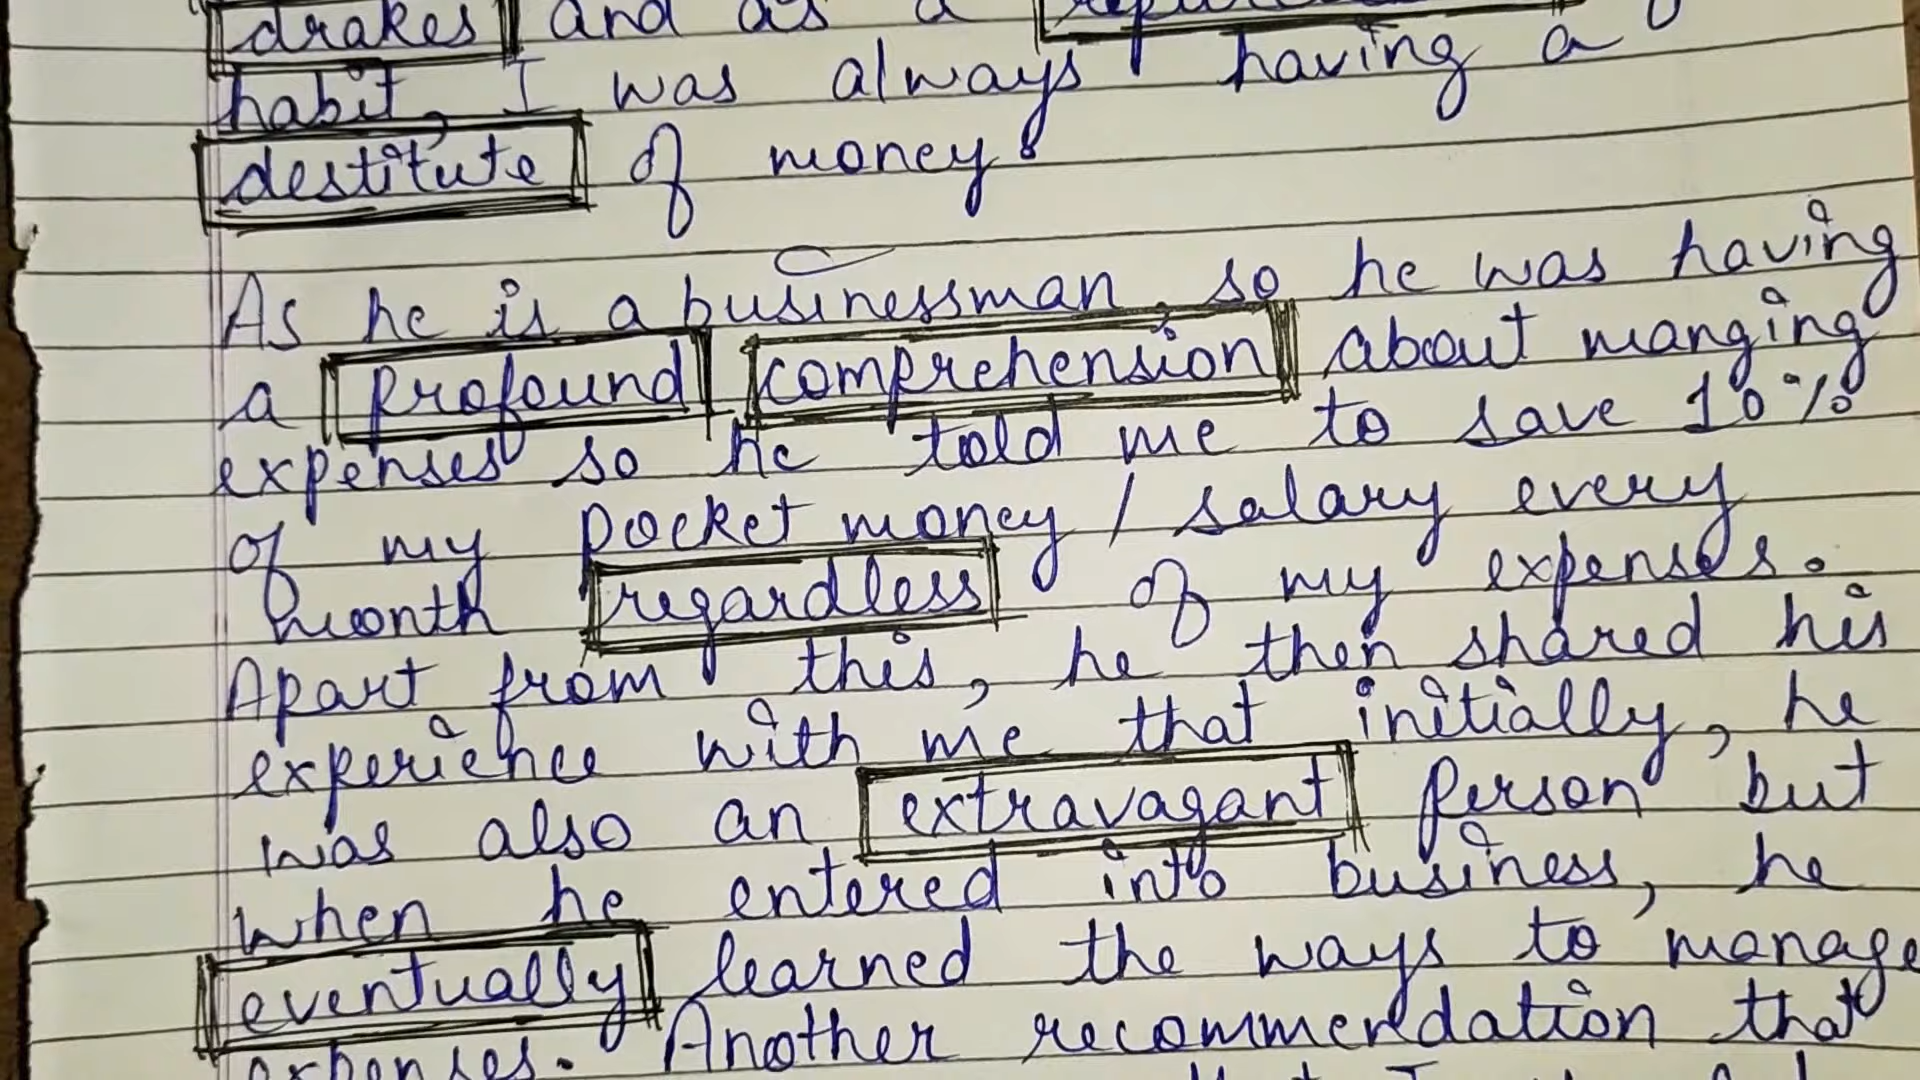 drakes and as a
habit, I was always having a
destitute of money.
As he is a businessman, so he was having
a profound comprehension about manging
expenses so he told me to save 10%
of my pocket money / salary every
month regardless of my expenses.
Apart from this, he then shared his
experience with me that initially, he
was also an extravagant person but
when he entered into business, he
eventually learned the ways to manage
expenses. Another recommendation that